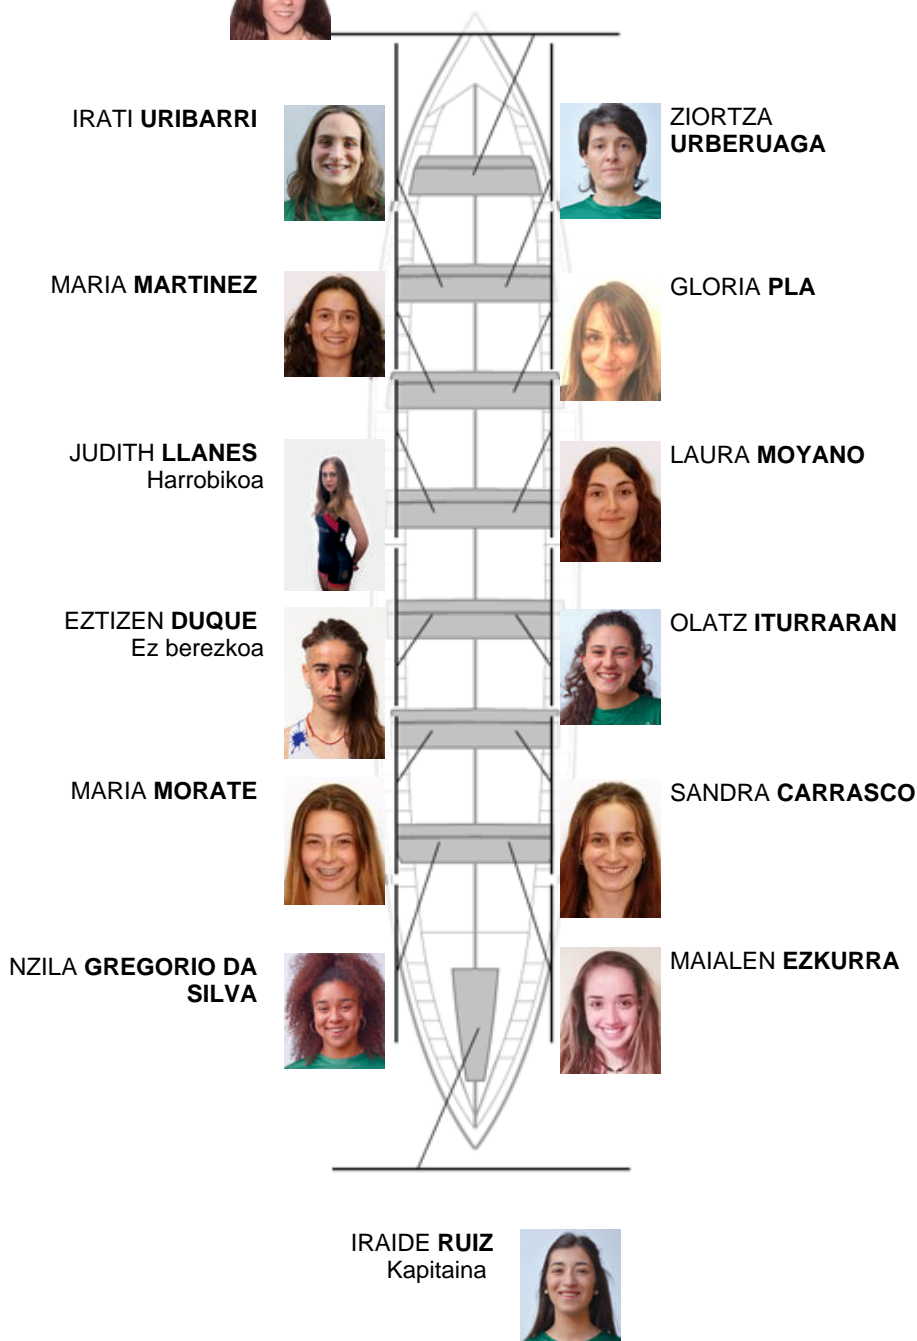 IRATI URIBARRI
ZIORTZA
URBERUAGA
MARIA MARTINEZ
GLORIA PLA
JUDITH LLANES
Harrobikoa
LAURA MOYANO
EZTIZEN DUQUE
Ez berezkoa
OLATZ ITURRARAN
MARIA MORATE
SANDRA CARRASCO
NZILA GREGORIO DA
SILVA
MAIALEN EZKURRA
IRAIDE RUIZ
Kapitaina